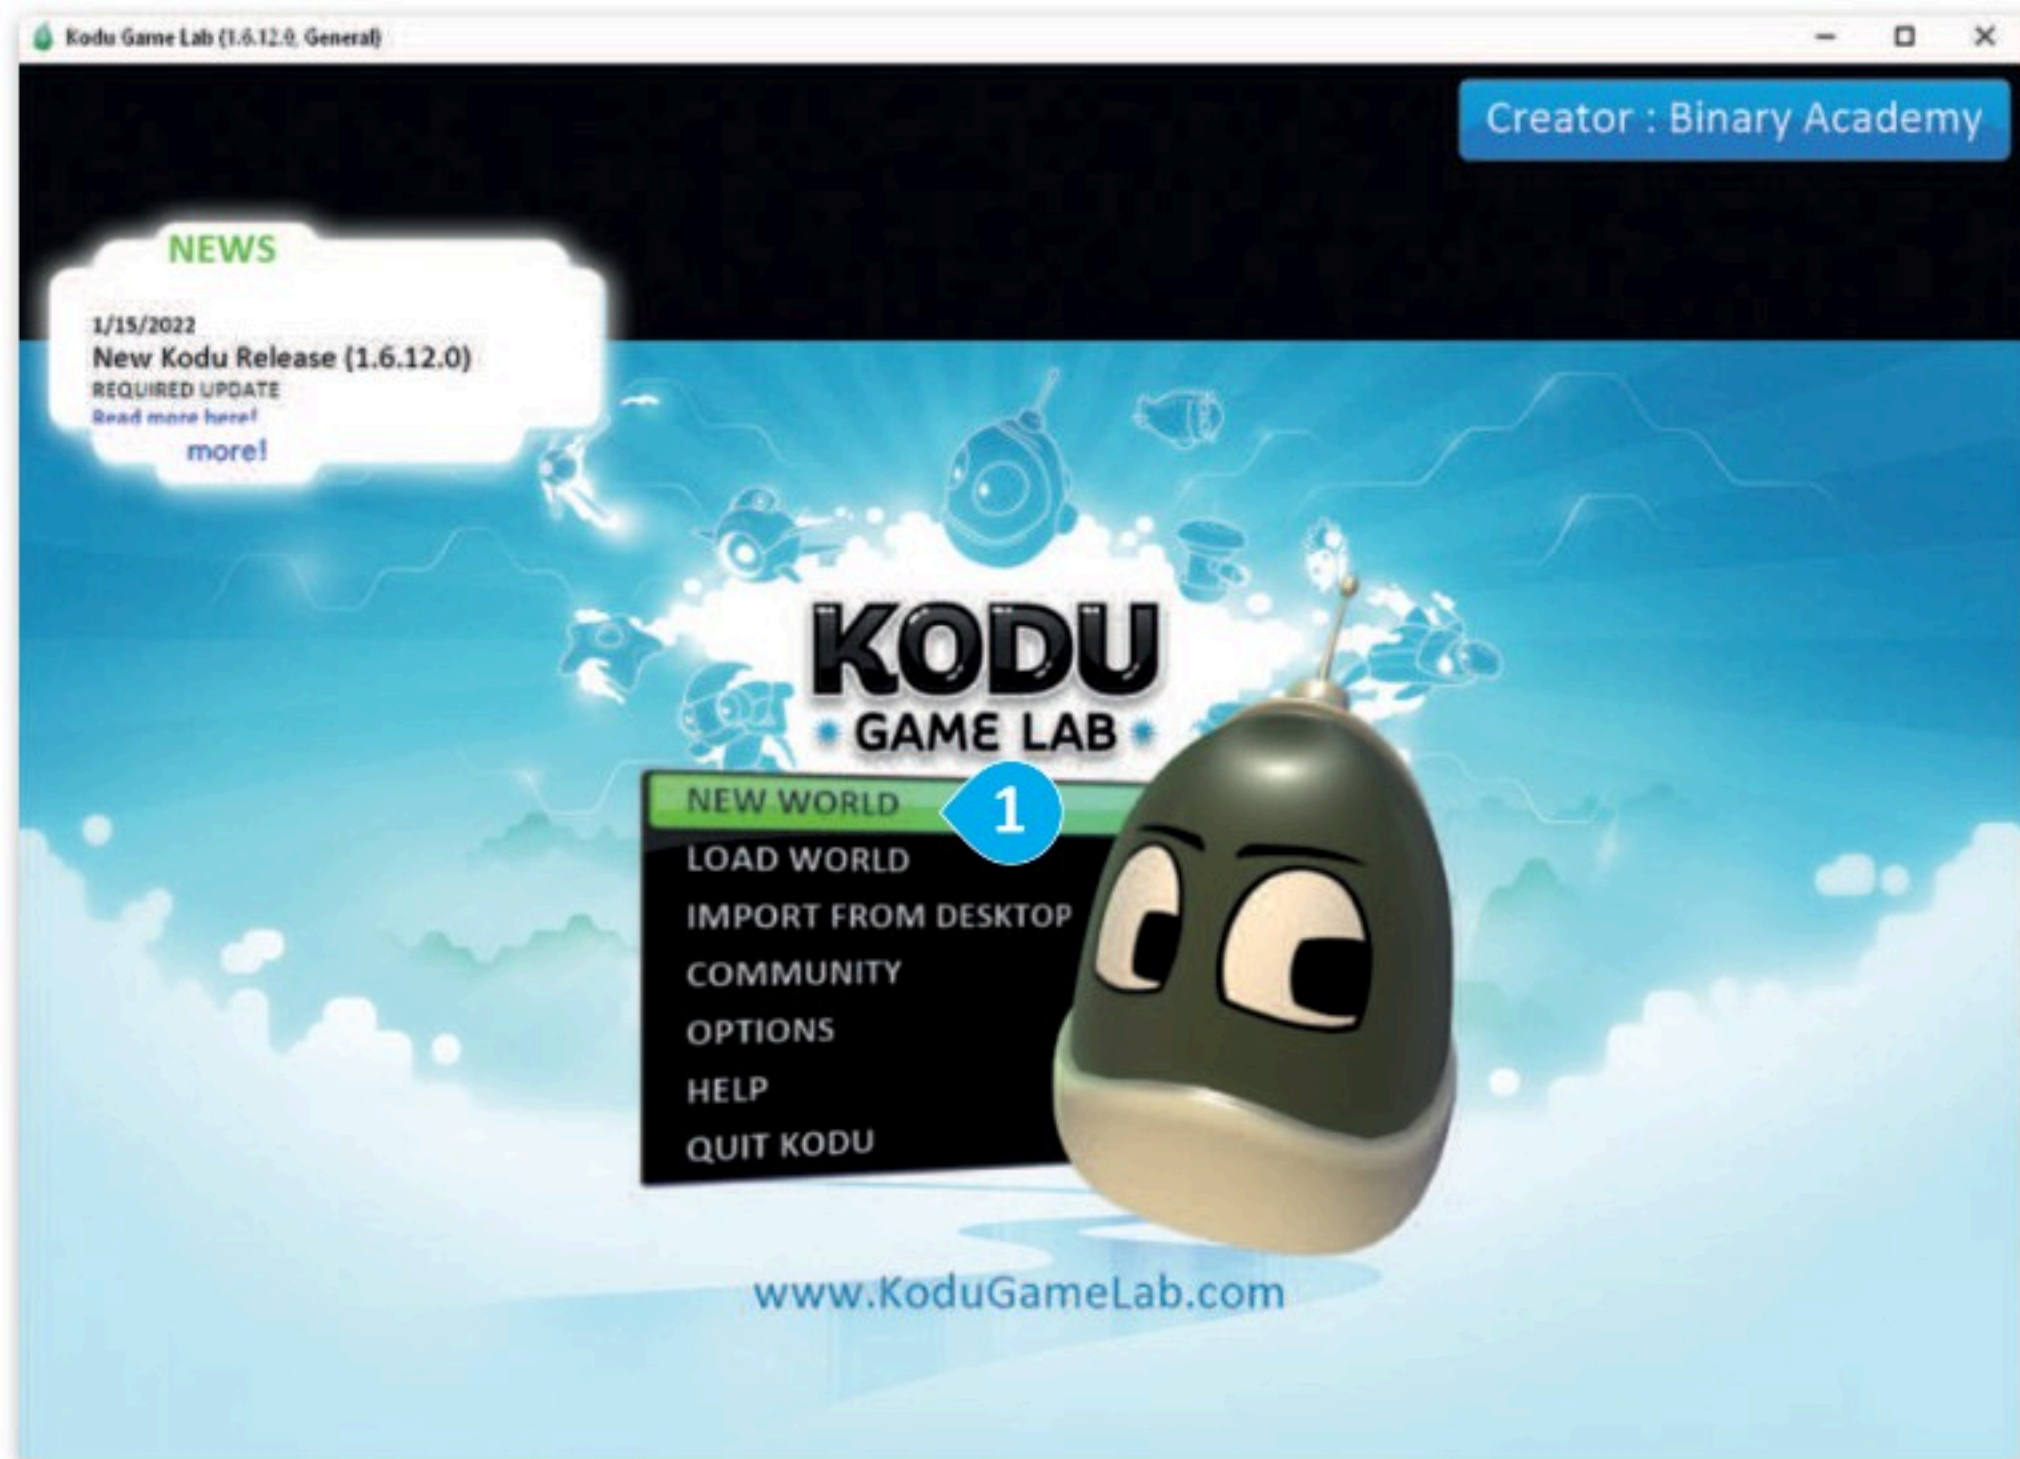 Kodu Game Lab (1.6.12.0, General)
Creator : Binary Academy
NEWS
1/15/2022
New Kodu Release (1.6.12.0)
REQUIRED UPDATE
Read more here!
more!
KODU
GAME LAB
NEW WORLD
1
LOAD WORLD
IMPORT FROM DESKTOP
COMMUNITY
OPTIONS
HELP
QUIT KODU
www.KoduGameLab.com